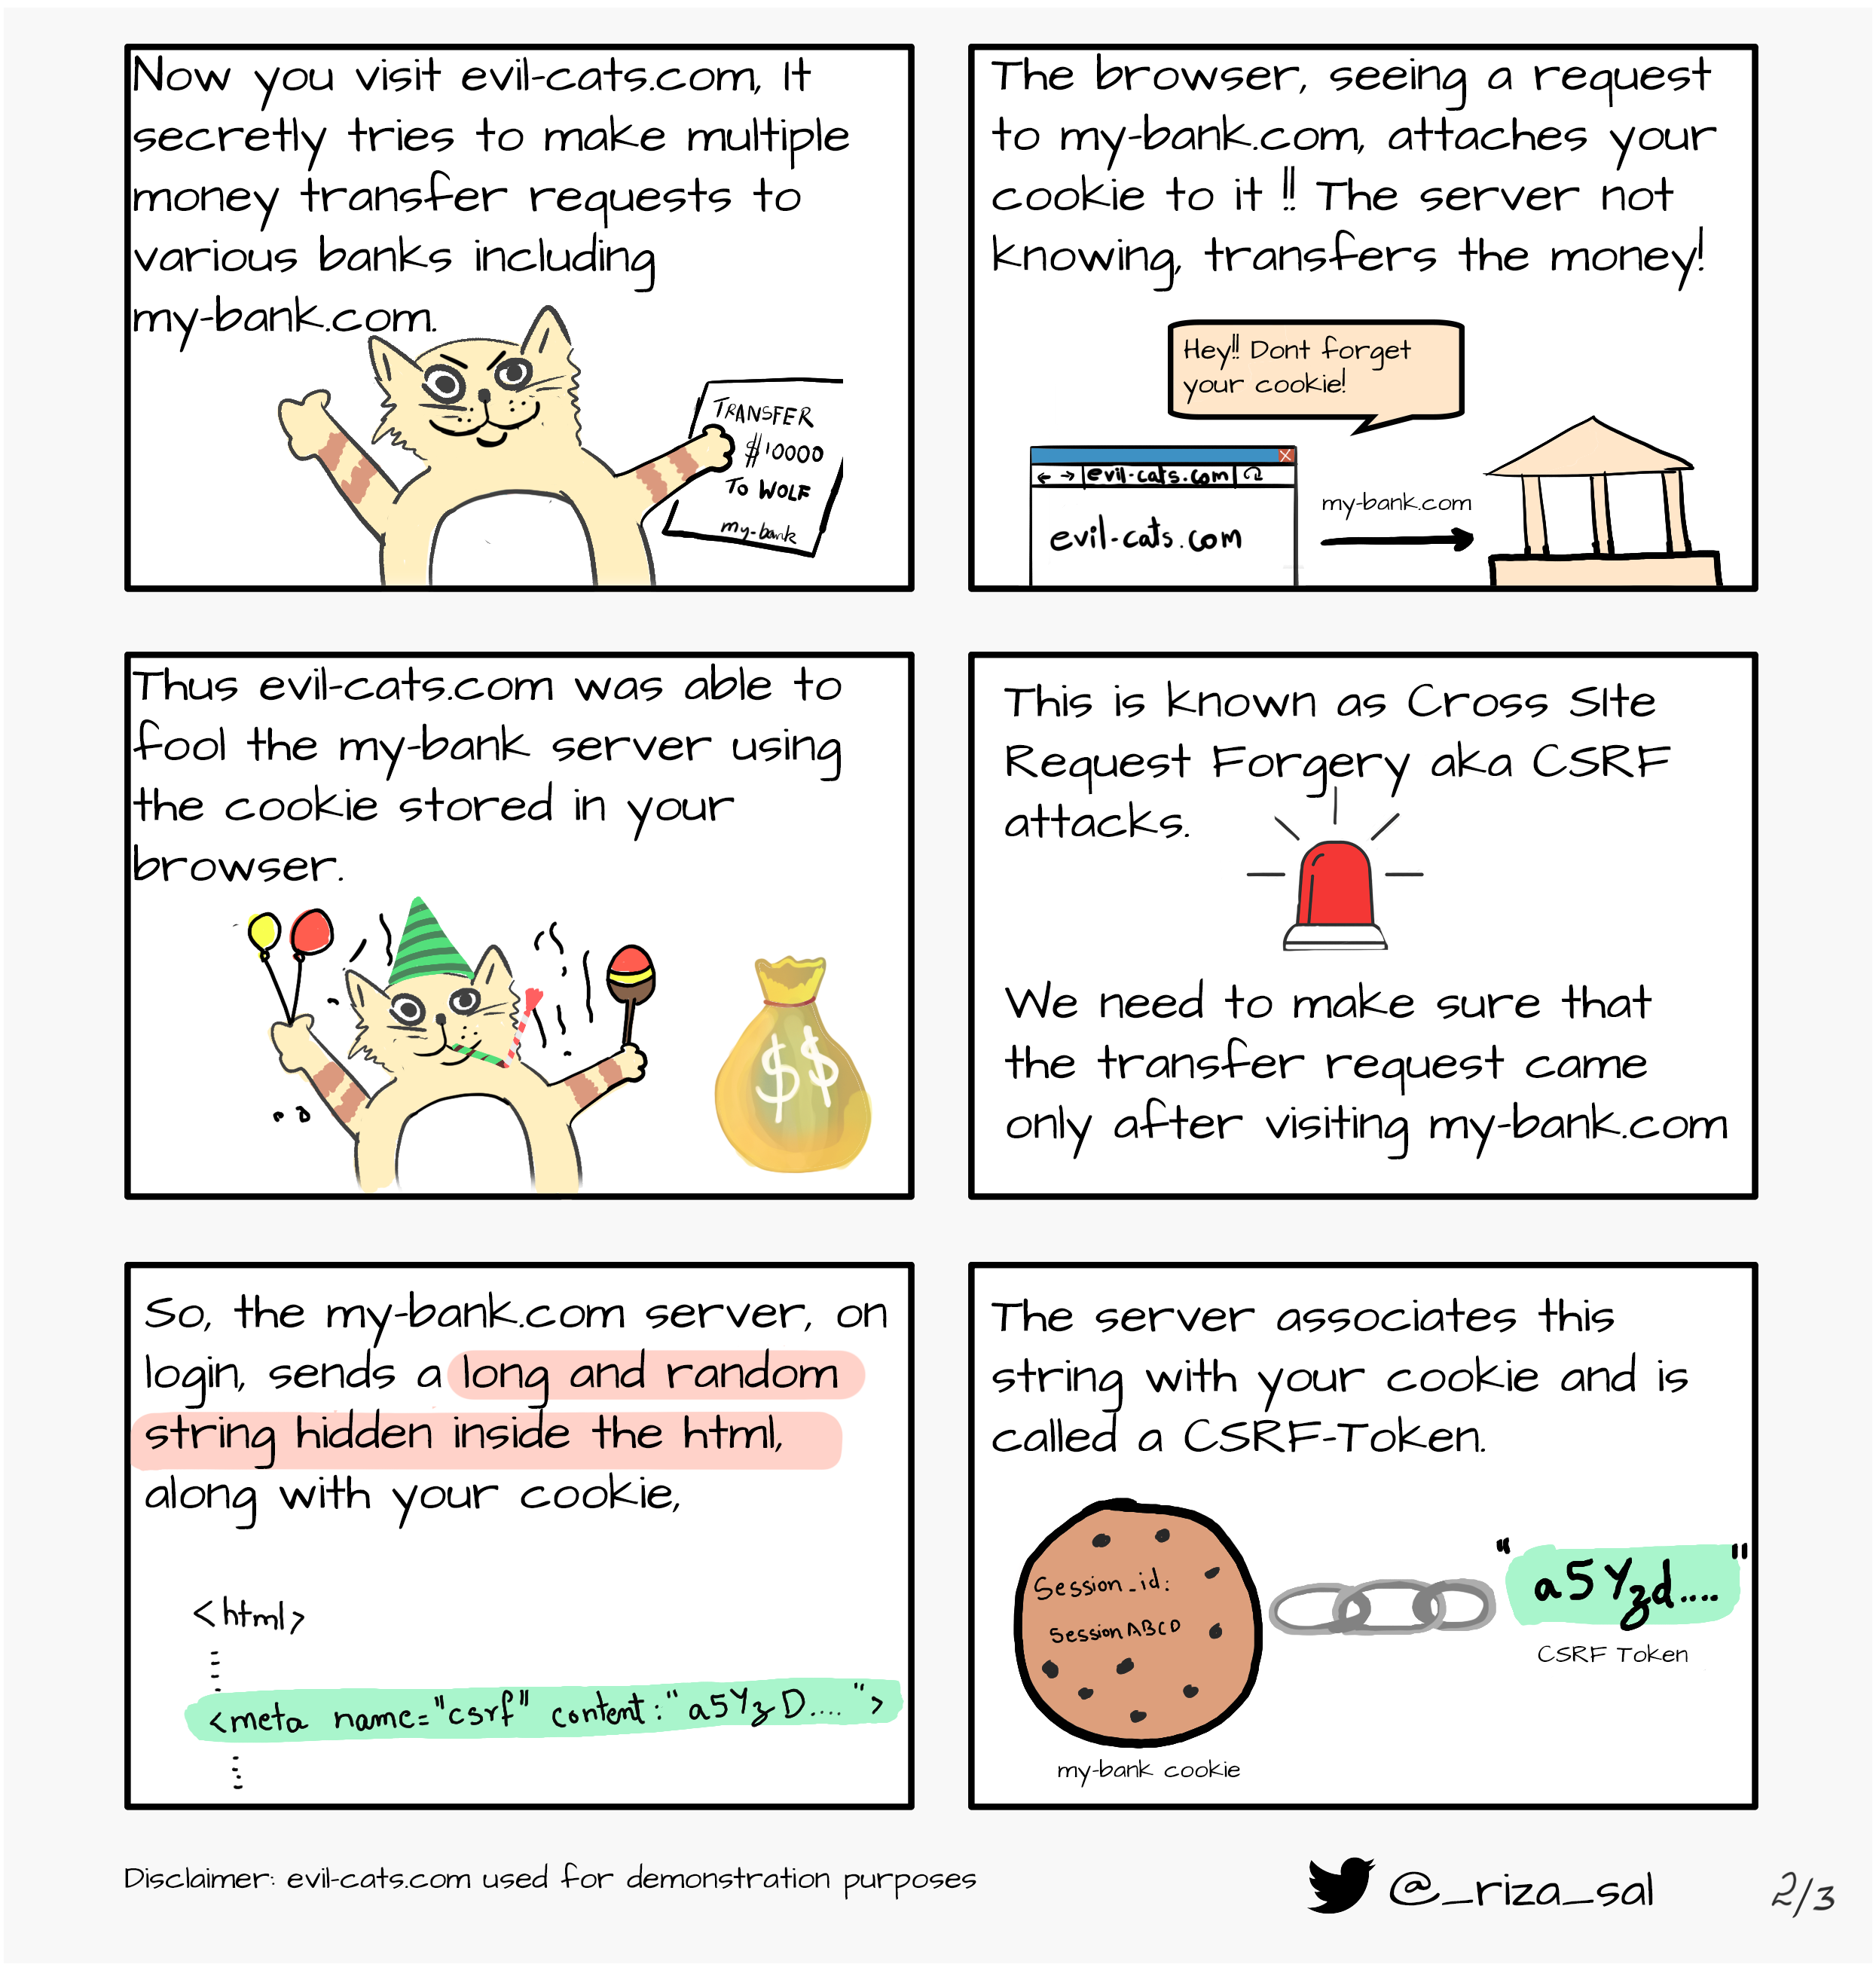 Now you visit evil-cats.com, It
secretly tries to make multiple
money transfer requests to
various banks including
my-bank.com.
TRANSFER
$10000
To WOLF
my-bank
The browser, seeing a request
to my-bank.com, attaches your
cookie to it !! The server not
knowing, transfers the money!
Hey!! Dont forget
your cookie!
evil-cats.com
evil-cats.com
my-bank.com
Thus evil-cats.com was able to
fool the my-bank server using
the cookie stored in your
browser.
$$
This is known as Cross SIte
Request Forgery aka CSRF
attacks.
We need to make sure that
the transfer request came
only after visiting my-bank.com
So, the my-bank.com server, on
login, sends a long and random
string hidden inside the html,
along with your cookie,
<html>
<meta name="csrf" content:"a5YzD....">
The server associates this
string with your cookie and is
called a CSRF-Token.
Session_id:
SessionABCD
my-bank cookie
"a5Yzd...."
CSRF Token
Disclaimer: evil-cats.com used for demonstration purposes
@_riza_sal
2/3